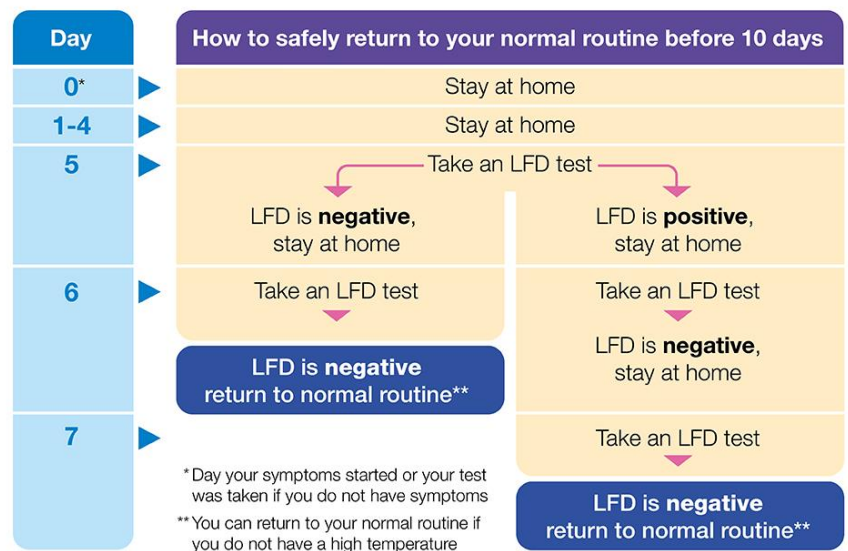 Day
How to safely return to your normal routine before 10 days
0*
Stay at home
1-4
Stay at home
5
Take an LFD test
LFD is negative,
stay at home
LFD is positive,
stay at home
6
Take an LFD test
LFD is negative
return to normal routine**
Take an LFD test
LFD is negative,
stay at home
7
Take an LFD test
LFD is negative
return to normal routine**
* Day your symptoms started or your test
was taken if you do not have symptoms
** You can return to your normal routine if
you do not have a high temperature